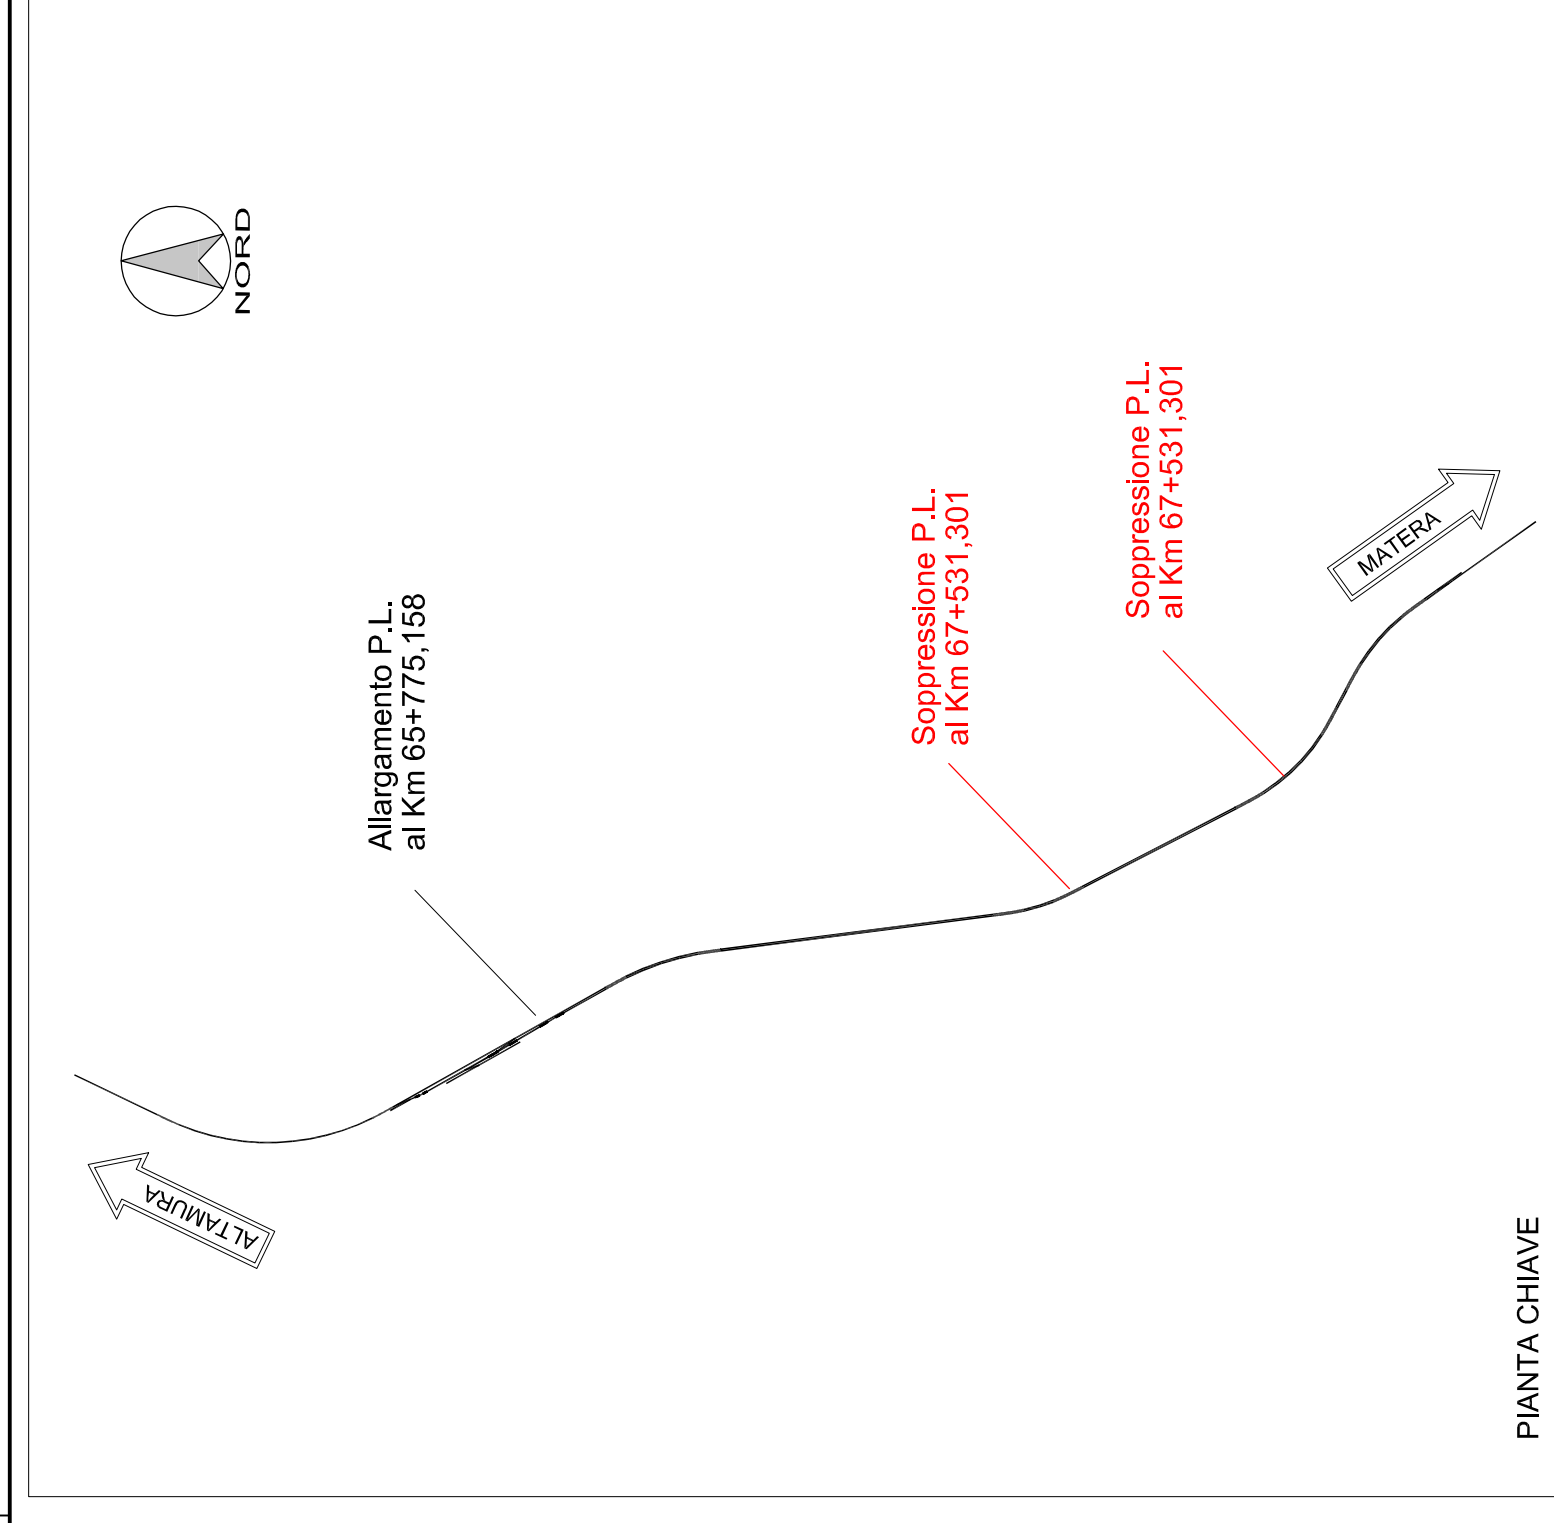 NORD
Allargamento P.L.
al Km 65+775,158
Soppressione P.L.
al Km 67+531,301
Soppressione P.L.
al Km 67+531,301
MATERA
ALTAMURA
PIANTA CHIAVE